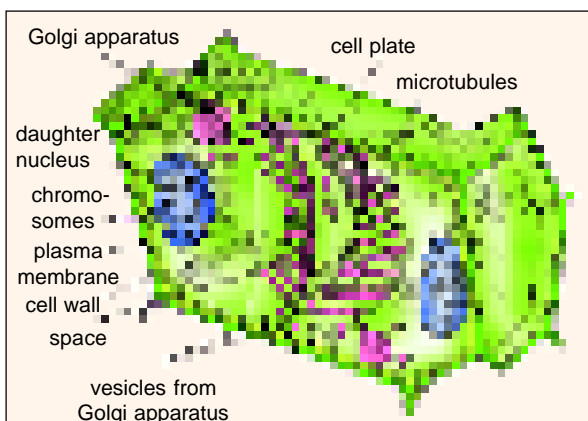 Golgi apparatus
cell plate
microtubules
daughter
nucleus
chromo-
somes
plasma
membrane
cell wall
space
vesicles from
Golgi apparatus